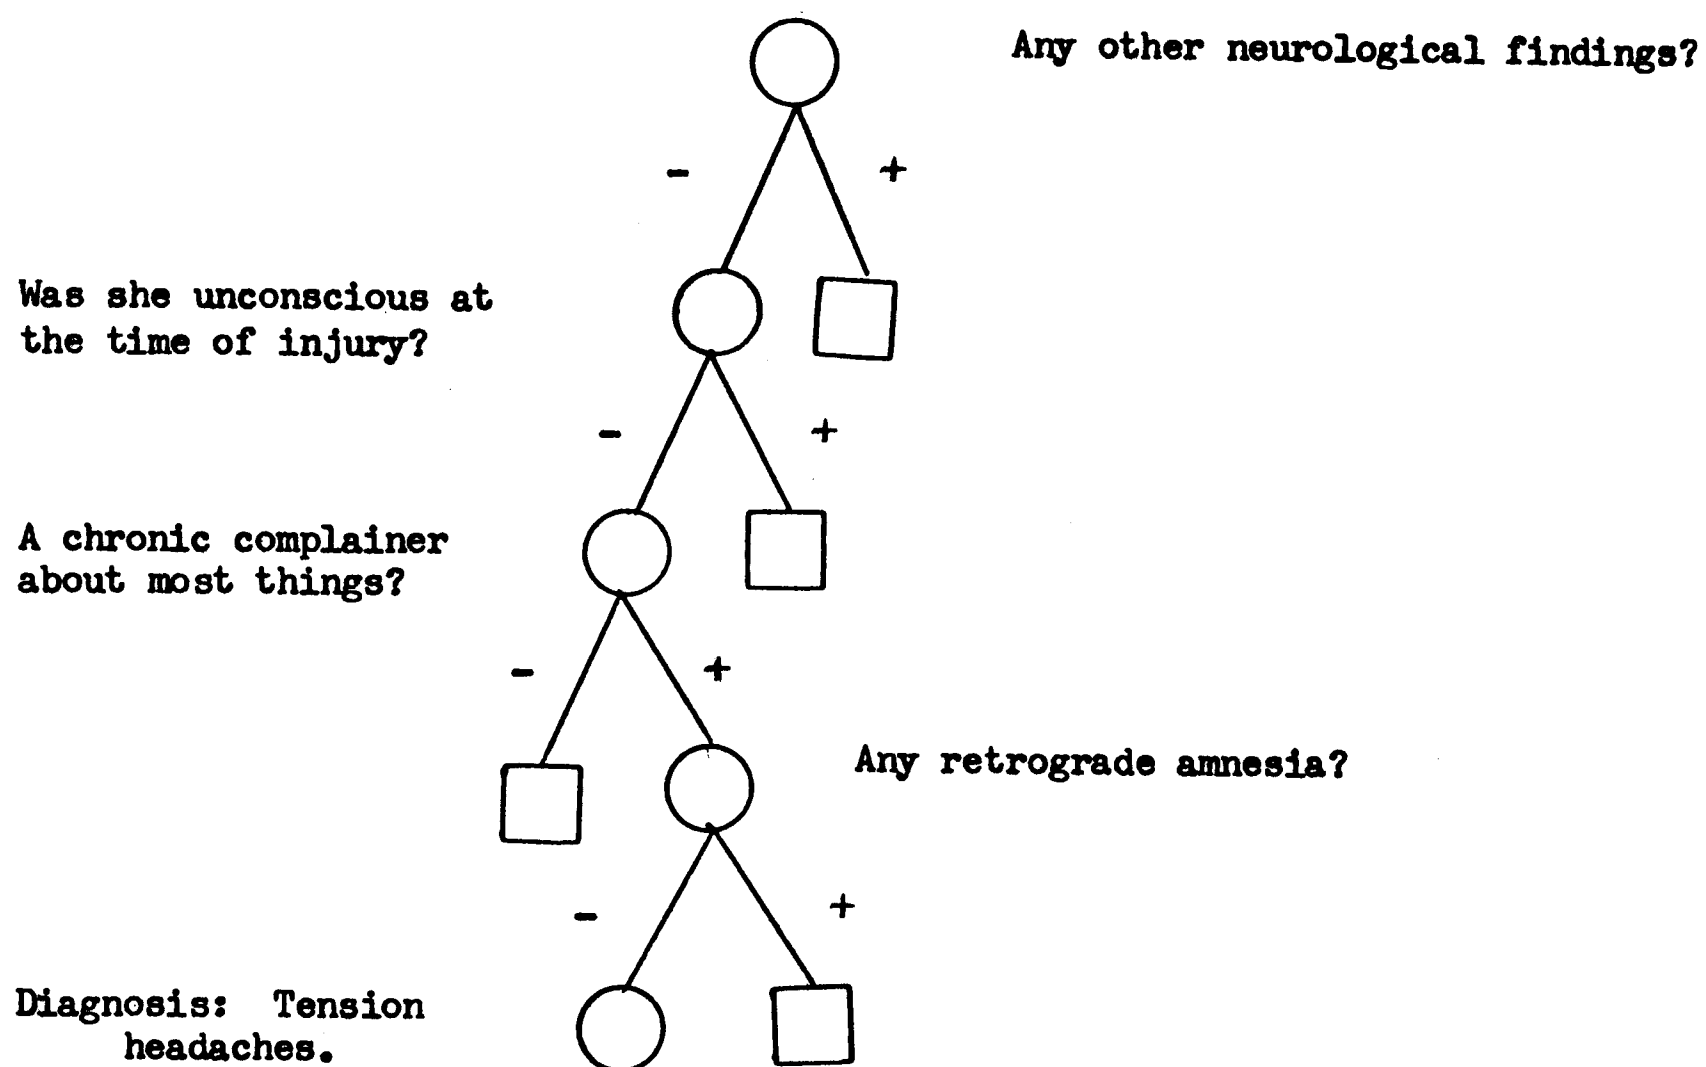 Any other neurological findings?
-
+
Was she unconscious at
the time of injury?
-
+
A chronic complainer
about most things?
-
+
Any retrograde amnesia?
-
+
Diagnosis: Tension
headaches.